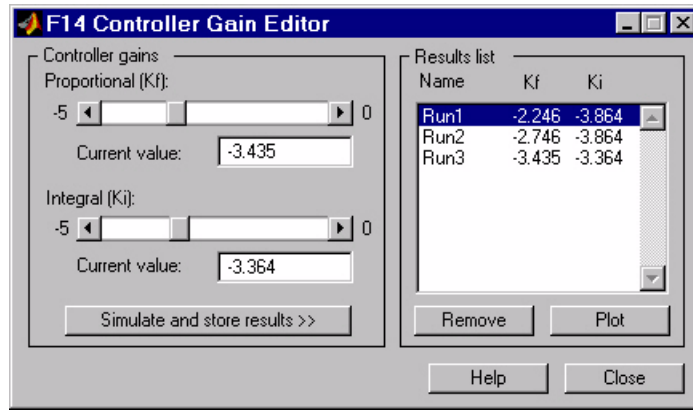 F14 Controller Gain Editor
Controller gains
Proportional (Kf):
-5 0
Current value: -3.435
Integral (Ki):
-5 0
Current value: -3.364
Simulate and store results >>
Results list
Name Kf Ki
Run1 -2.246 -3.864
Run2 -2.746 -3.864
Run3 -3.435 -3.364
Remove Plot
Help Close